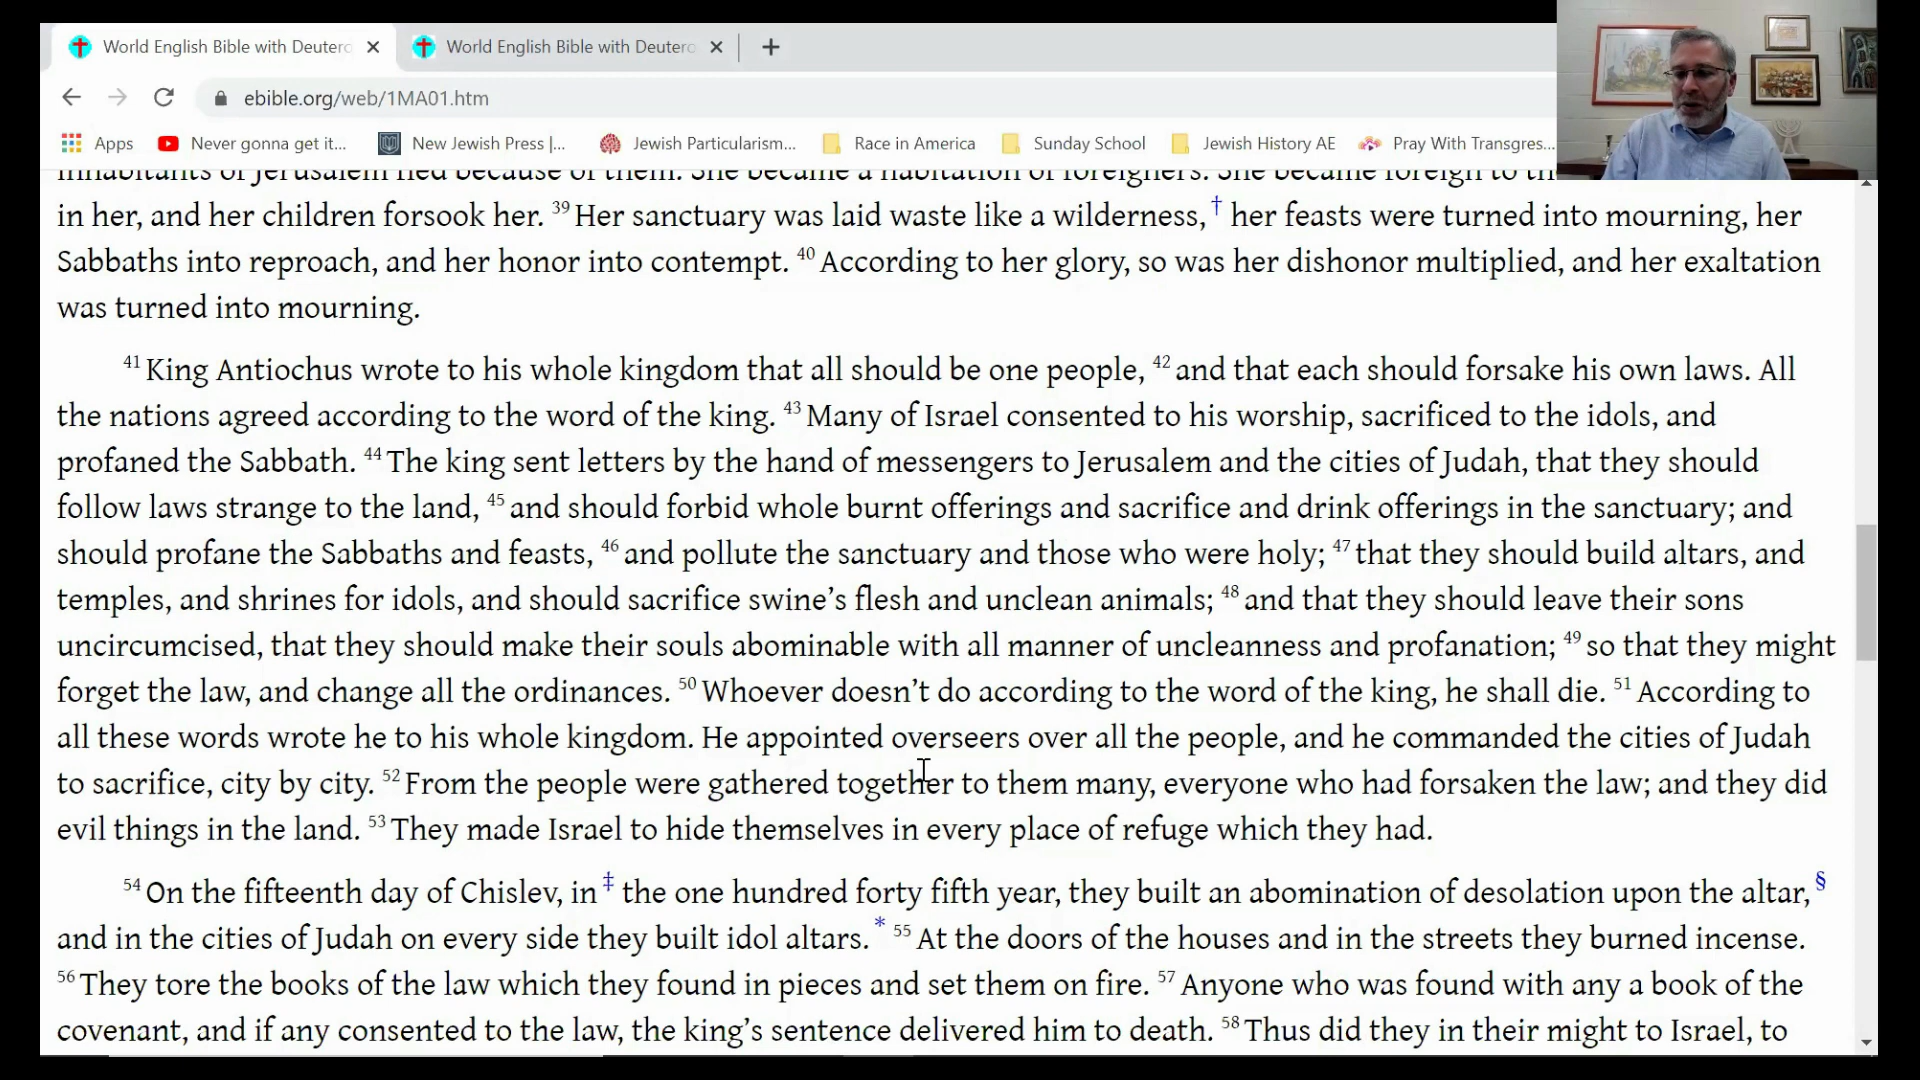 World English Bible with Deutero
World English Bible with Deutero
ebible.org/web/1MA01.htm
Apps
Never gonna get it...
New Jewish Press |...
Jewish Particularism...
Race in America
Sunday School
Jewish History AE
Pray With Transgres...
inhabitants of Jerusalem fled because of them. She became a habitation of foreigners. She became foreign to th
in her, and her children forsook her. 39 Her sanctuary was laid waste like a wilderness,† her feasts were turned into mourning, her
Sabbaths into reproach, and her honor into contempt. 40 According to her glory, so was her dishonor multiplied, and her exaltation
was turned into mourning.
41 King Antiochus wrote to his whole kingdom that all should be one people, 42 and that each should forsake his own laws. All
the nations agreed according to the word of the king. 43 Many of Israel consented to his worship, sacrificed to the idols, and
profaned the Sabbath. 44 The king sent letters by the hand of messengers to Jerusalem and the cities of Judah, that they should
follow laws strange to the land, 45 and should forbid whole burnt offerings and sacrifice and drink offerings in the sanctuary; and
should profane the Sabbaths and feasts, 46 and pollute the sanctuary and those who were holy; 47 that they should build altars, and
temples, and shrines for idols, and should sacrifice swine’s flesh and unclean animals; 48 and that they should leave their sons
uncircumcised, that they should make their souls abominable with all manner of uncleanness and profanation; 49 so that they might
forget the law, and change all the ordinances. 50 Whoever doesn’t do according to the word of the king, he shall die. 51 According to
all these words wrote he to his whole kingdom. He appointed overseers over all the people, and he commanded the cities of Judah
to sacrifice, city by city. 52 From the people were gathered together to them many, everyone who had forsaken the law; and they did
evil things in the land. 53 They made Israel to hide themselves in every place of refuge which they had.
54 On the fifteenth day of Chislev, in‡ the one hundred forty fifth year, they built an abomination of desolation upon the altar,§
and in the cities of Judah on every side they built idol altars.* 55 At the doors of the houses and in the streets they burned incense.
56 They tore the books of the law which they found in pieces and set them on fire. 57 Anyone who was found with any a book of the
covenant, and if any consented to the law, the king’s sentence delivered him to death. 58 Thus did they in their might to Israel, to